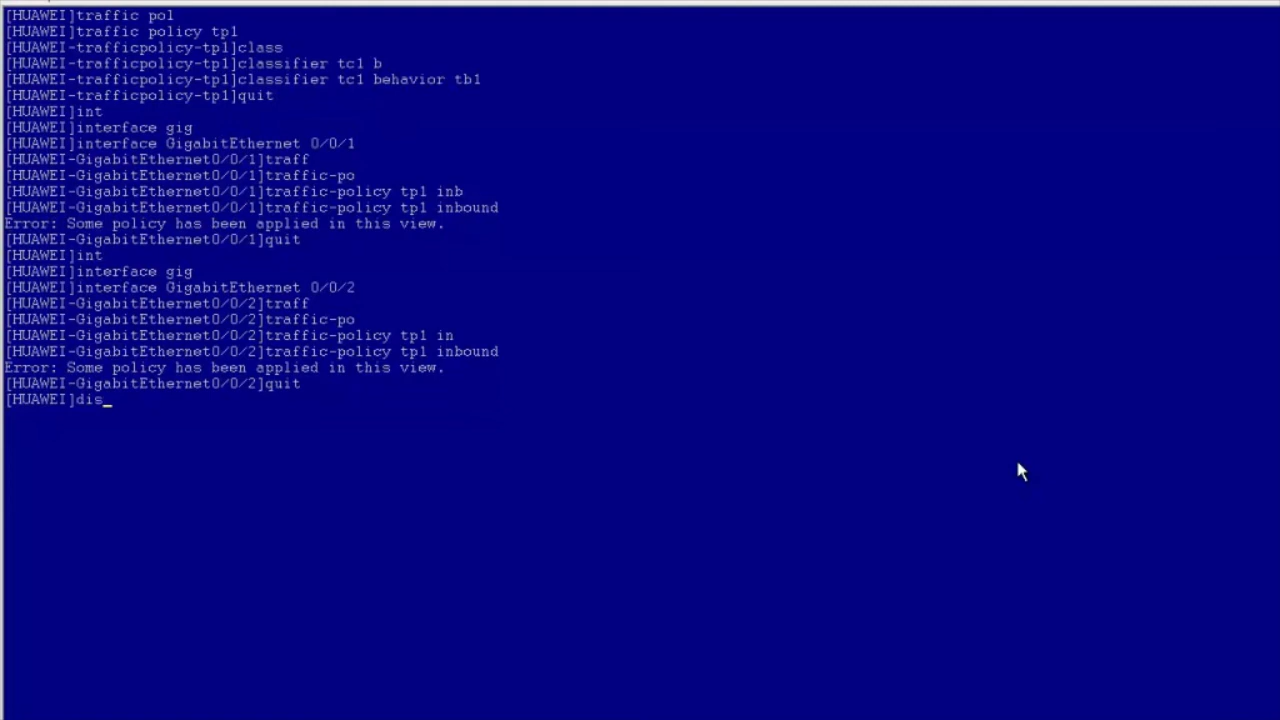 [HUAWEI]traffic pol
[HUAWEI]traffic policy tp1
[HUAWEI-trafficpolicy-tp1]class
[HUAWEI-trafficpolicy-tp1]classifier tc1 b
[HUAWEI-trafficpolicy-tp1]classifier tc1 behavior tb1
[HUAWEI-trafficpolicy-tp1]quit
[HUAWEI]int
[HUAWEI]interface gig
[HUAWEI]interface GigabitEthernet 0/0/1
[HUAWEI-GigabitEthernet0/0/1]traff
[HUAWEI-GigabitEthernet0/0/1]traffic-po
[HUAWEI-GigabitEthernet0/0/1]traffic-policy tp1 inb
[HUAWEI-GigabitEthernet0/0/1]traffic-policy tp1 inbound
Error: Some policy has been applied in this view.
[HUAWEI-GigabitEthernet0/0/1]quit
[HUAWEI]int
[HUAWEI]interface gig
[HUAWEI]interface GigabitEthernet 0/0/2
[HUAWEI-GigabitEthernet0/0/2]traff
[HUAWEI-GigabitEthernet0/0/2]traffic-po
[HUAWEI-GigabitEthernet0/0/2]traffic-policy tp1 in
[HUAWEI-GigabitEthernet0/0/2]traffic-policy tp1 inbound
Error: Some policy has been applied in this view.
[HUAWEI-GigabitEthernet0/0/2]quit
[HUAWEI]dis_